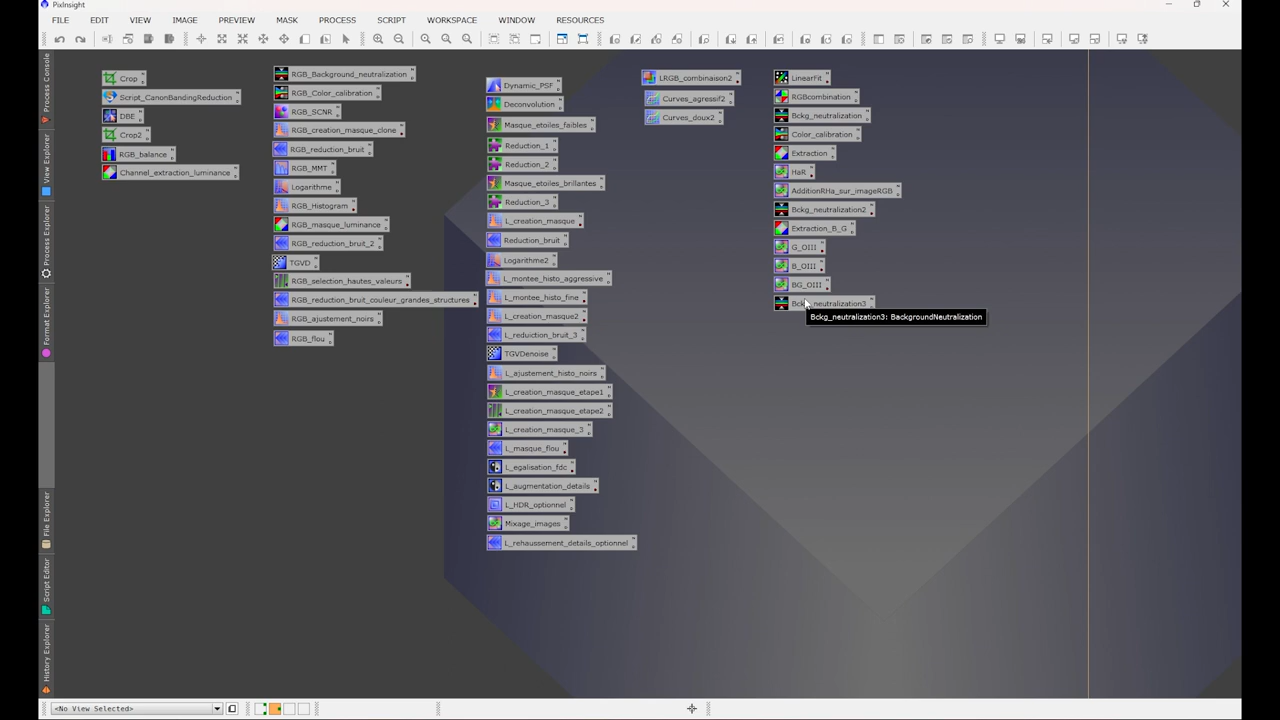 PixInsight
FILE EDIT VIEW IMAGE PREVIEW MASK PROCESS SCRIPT WORKSPACE WINDOW RESOURCES
Process Console
View Explorer
Process Explorer
Format Explorer
File Explorer
Script Editor
History Explorer
Crop
Script_CanonBandingReduction
DBE
Crop2
RGB_balance
Channel_extraction_luminance
RGB_Background_neutralization
RGB_Color_calibration
RGB_SCNR
RGB_creation_masque_clone
RGB_reduction_bruit
RGB_MMT
Logarithme
RGB_Histogram
RGB_masque_luminance
RGB_reduction_bruit_2
TGVD
RGB_selection_hautes_valeurs
RGB_reduction_bruit_couleur_grandes_structures
RGB_ajustement_noirs
RGB_flou
Dynamic_PSF
Deconvolution
Masque_etoiles_faibles
Reduction_1
Reduction_2
Masque_etoiles_brillantes
Reduction_3
L_creation_masque
Reduction_bruit
Logarithme2
L_montee_histo_aggressive
L_montee_histo_fine
L_creation_masque2
L_reduiction_bruit_3
TGVDenoise
L_ajustement_histo_noirs
L_creation_masque_etape1
L_creation_masque_etape2
L_creation_masque_3
L_masque_flou
L_egalisation_fdc
L_augmentation_details
L_HDR_optionnel
Mixage_images
L_rehaussement_details_optionnel
LRGB_combinaison2
Curves_agressif2
Curves_doux2
LinearFit
RGBcombination
Bckg_neutralization
Color_calibration
Extraction
HaR
AdditionRHa_sur_imageRGB
Bckg_neutralization2
Extraction_B_G
G_OIII
B_OIII
BG_OIII
Bckg_neutralization3
Bckg_neutralization3: BackgroundNeutralization
<No View Selected>